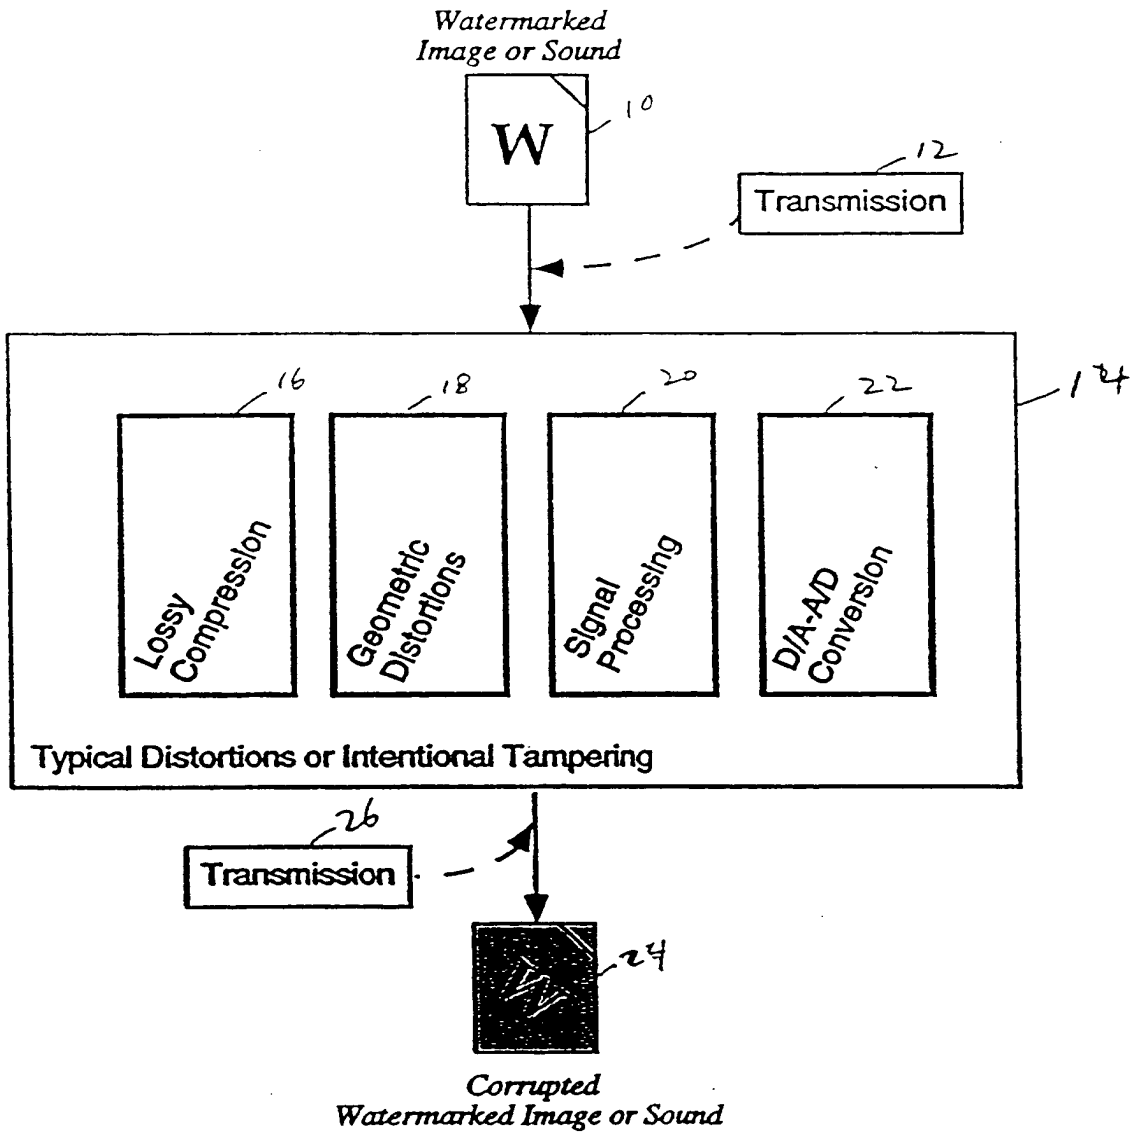 Watermarked
Image or Sound
W
10
12
Transmission
14
16
18
20
22
Lossy
Compression
Geometric
Distortions
Signal
Processing
D/A-A/D
Conversion
Typical Distortions or Intentional Tampering
26
Transmission
W
24
Corrupted
Watermarked Image or Sound